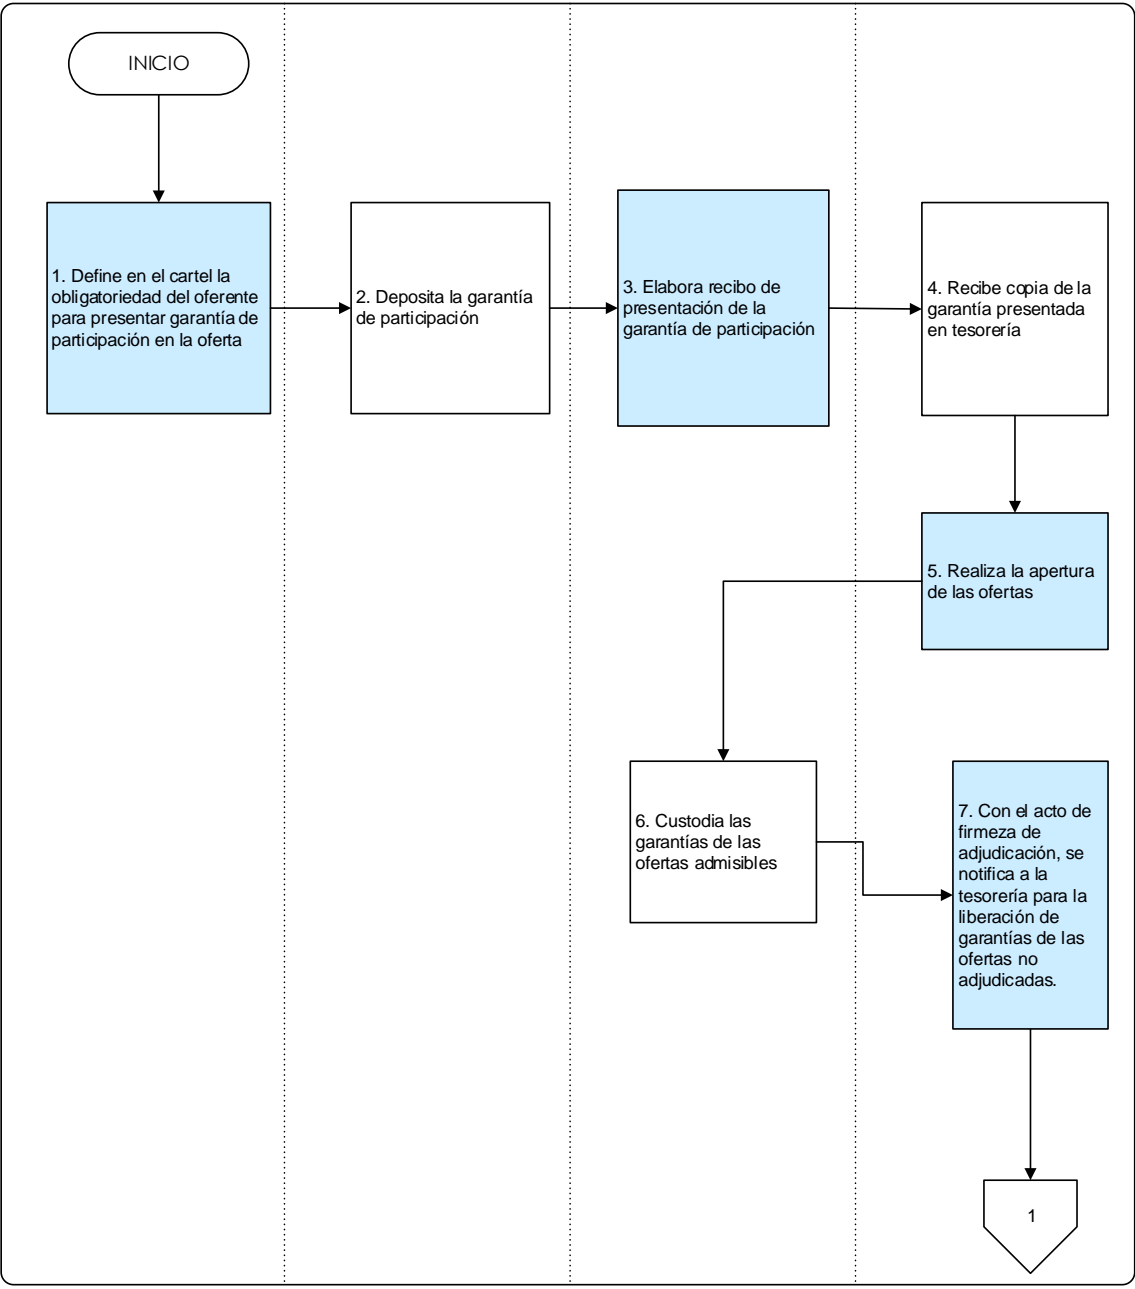 INICIO
1. Define en el cartel la
obligatoriedad del oferente
para presentar garantía de
participación en la oferta
2. Deposita la garantía
de participación
3. Elabora recibo de
presentación de la
garantía de participación
4. Recibe copia de la
garantía presentada
en tesorería
5. Realiza la apertura
de las ofertas
6. Custodia las
garantías de las
ofertas admisibles
7. Con el acto de
firmeza de
adjudicación, se
notifica a la
tesorería para la
liberación de
garantías de las
ofertas no
adjudicadas.
1